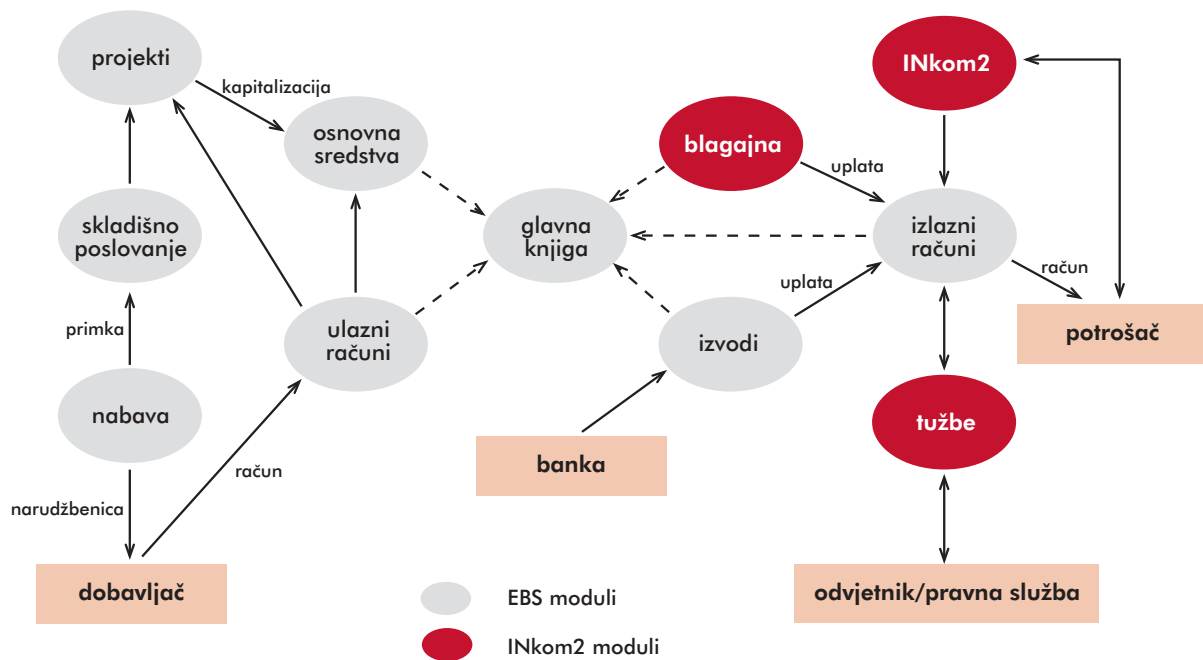 projekti
kapitalizacija
osnovna
sredstva
skladišno
poslovanje
primka
nabava
narudžbenica
dobavljač
račun
ulazni
računi
glavna
knjiga
blagajna
uplata
INkom2
izlazni
računi
račun
potrošač
uplata
izvodi
banka
tužbe
odvjetnik/pravna služba
EBS moduli
INkom2 moduli